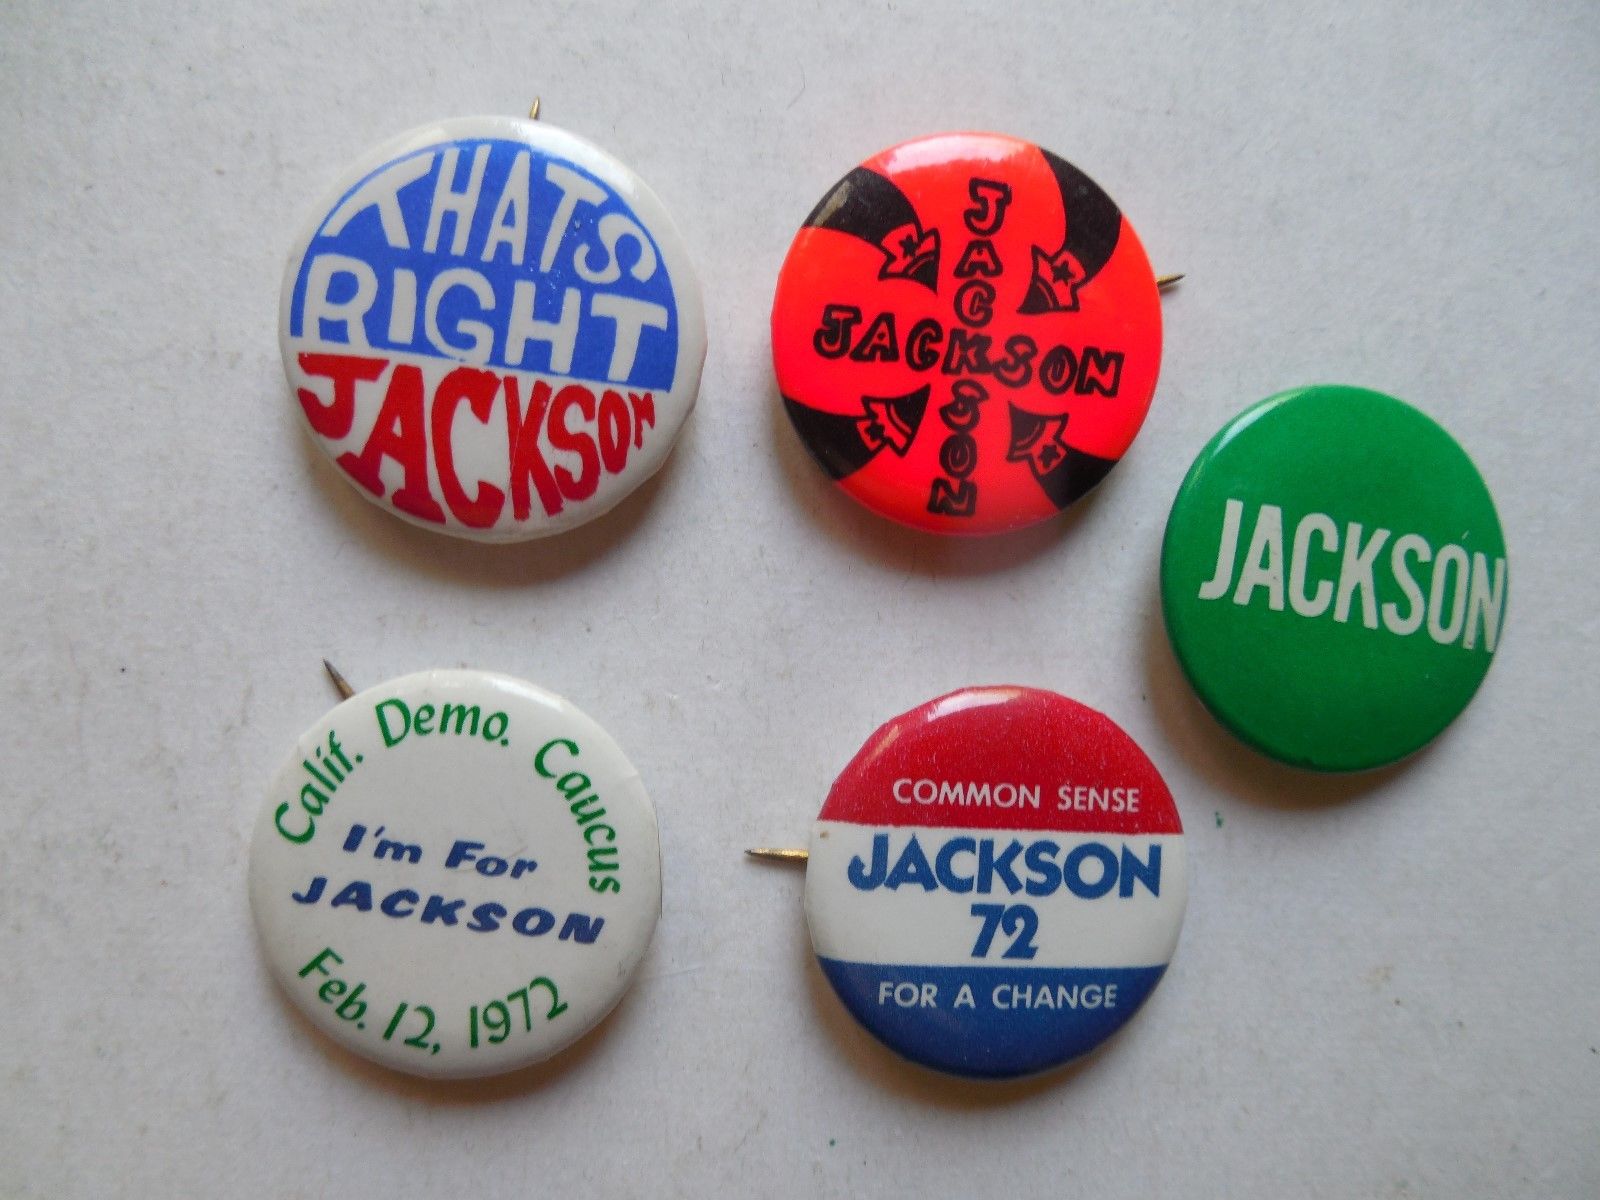 THATS
RIGHT
JACKSON
JACKSON
JACKSON
JACKSON
Calif. Demo. Caucus
I'm For
JACKSON
Feb. 12, 1972
COMMON SENSE
JACKSON
72
FOR A CHANGE